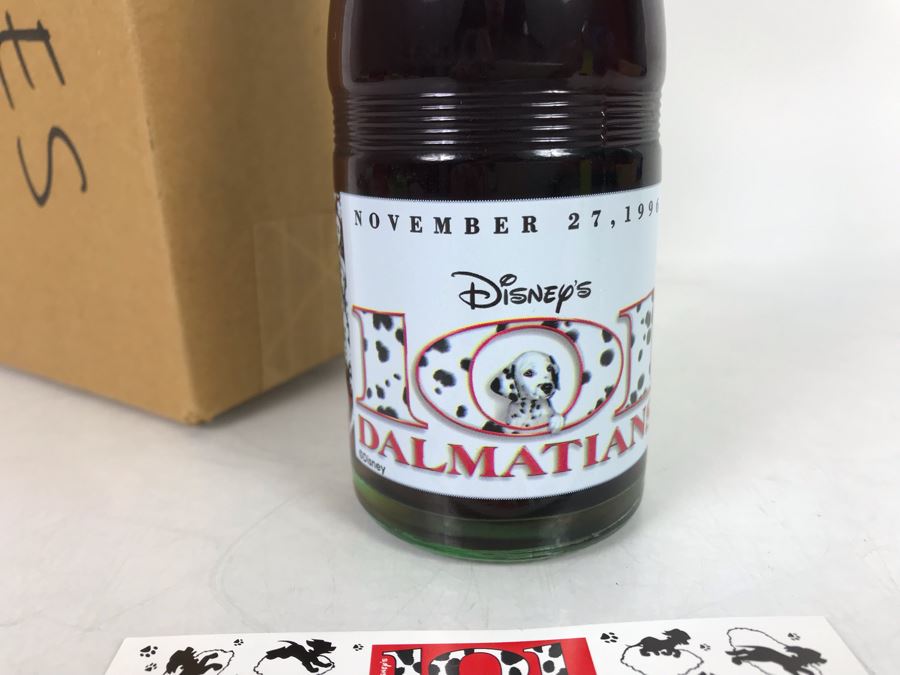 ES
NOVEMBER 27, 1996
DISNEY'S
101
DALMATIANS
©Disney
101